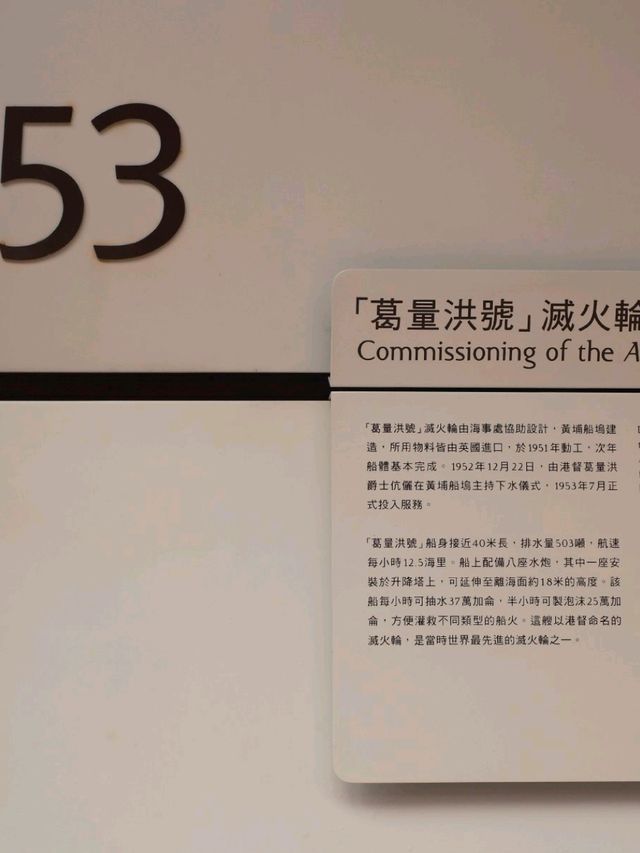 53
「葛量洪號」滅火輪
Commissioning of the A
「葛量洪號」滅火輪由海事處協助設計，黃埔船塢建
造，所用物料皆由英國進口，於1951年動工，次年
船體基本完成。1952年12月22日，由港督葛量洪
爵士伉儷在黃埔船塢主持下水儀式，1953年7月正
式投入服務。
「葛量洪號」船身接近40米長，排水量503噸，航速
每小時12.5海里。船上配備八座水炮，其中一座安
裝於升降塔上，可延伸至離海面約18米的高度。該
船每小時可抽水37萬加侖，半小時可製泡沫25萬加
侖，方便灌救不同類型的船火。這艘以港督命名的
滅火輪，是當時世界最先進的滅火輪之一。